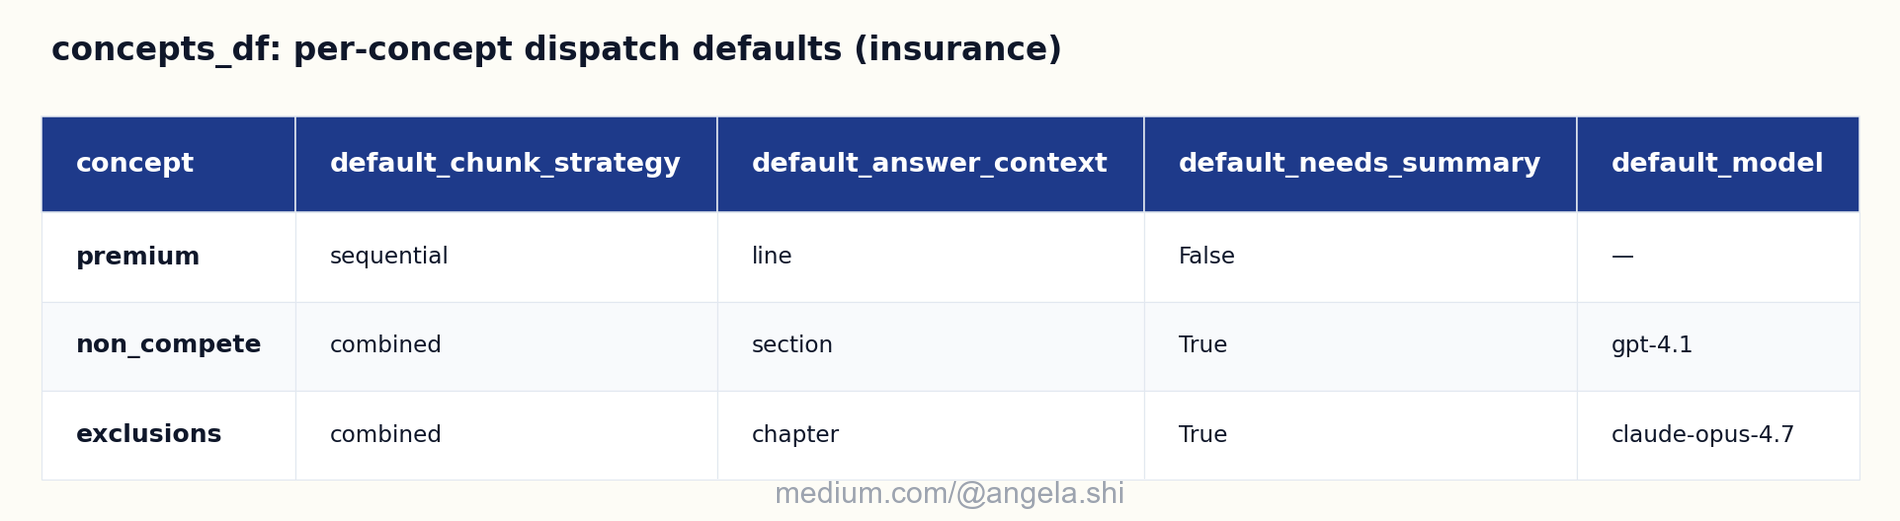 concepts_df: per-concept dispatch defaults (insurance)
concept default_chunk_strategy default_answer_context default_needs_summary default_model
premium sequential line False —
non_compete combined section True gpt-4.1
exclusions combined chapter True claude-opus-4.7
medium.com/@angela.shi